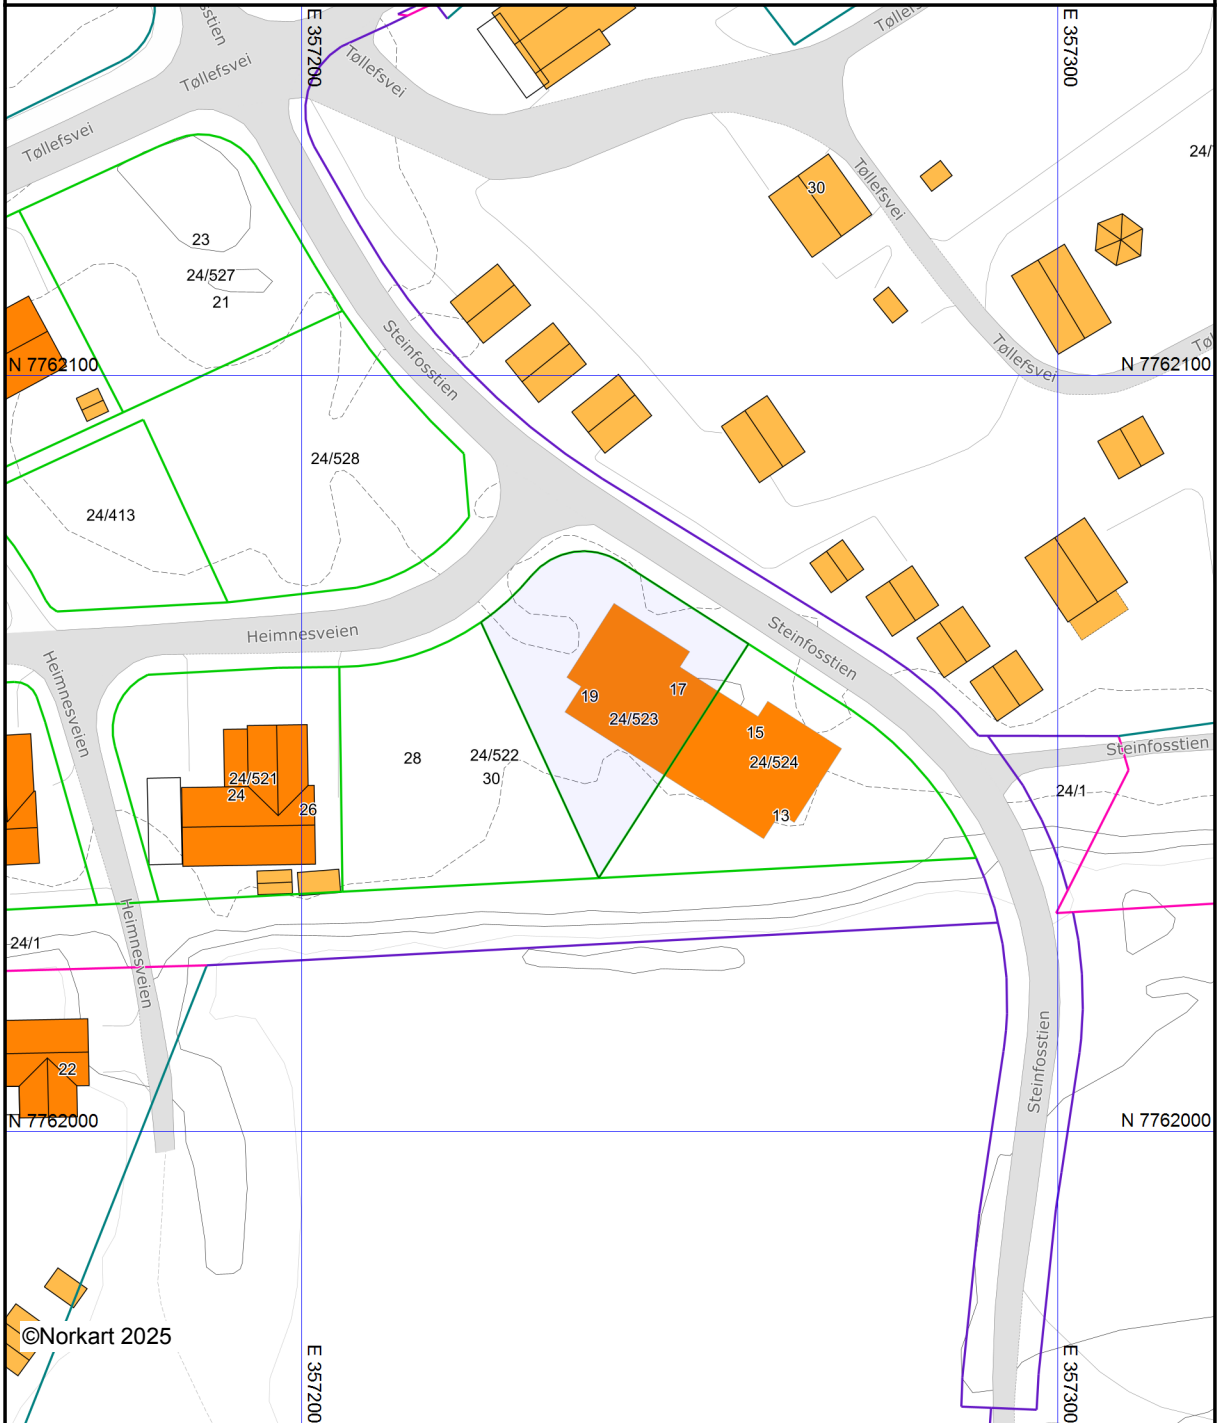 sstien
Tøllefsvei
E 357200
Tøllefsvei
Tøllefsvei
E 357300
Tøllefsvei
24/
30
Tøllefsvei
23
24/527
21
Steinfosstien
Tøllefsvei
N 7762100
N 7762100
24/528
24/413
Heimnesveien
Steinfosstien
Heimnesveien
19
17
24/523
15
24/524
13
28
24/522
30
24/521
24
26
Steinfosstien
24/1
Heimnesveien
24/1
Steinfosstien
22
N 7762000
N 7762000
©Norkart 2025
E 357200
E 357300